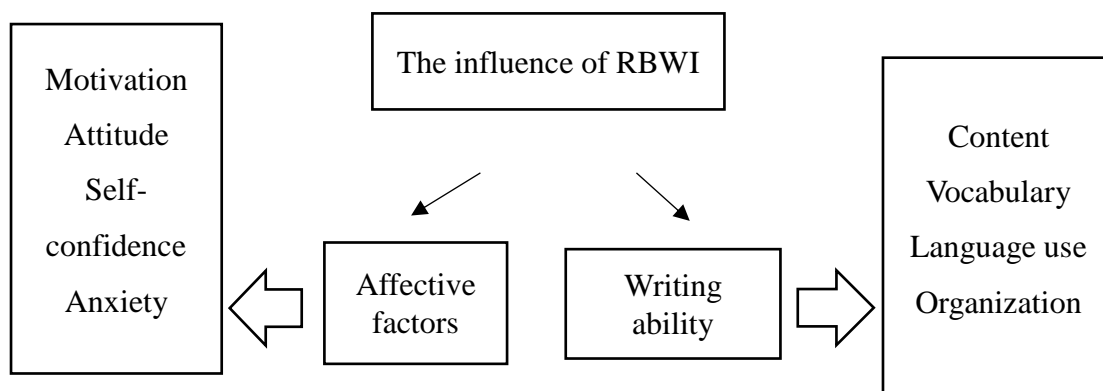 The influence of RBWI
Motivation
Attitude
Self-
confidence
Anxiety
Affective
factors
Writing
ability
Content
Vocabulary
Language use
Organization